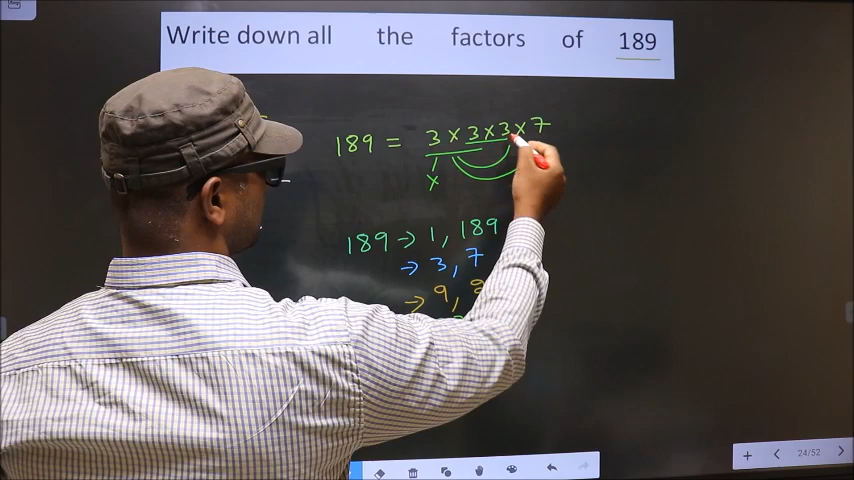 Write down all the factors of 189
189 = 3 x 3 x 3 x 7
x
189 → 1, 189
→ 3, 7
→ 9,
24/52